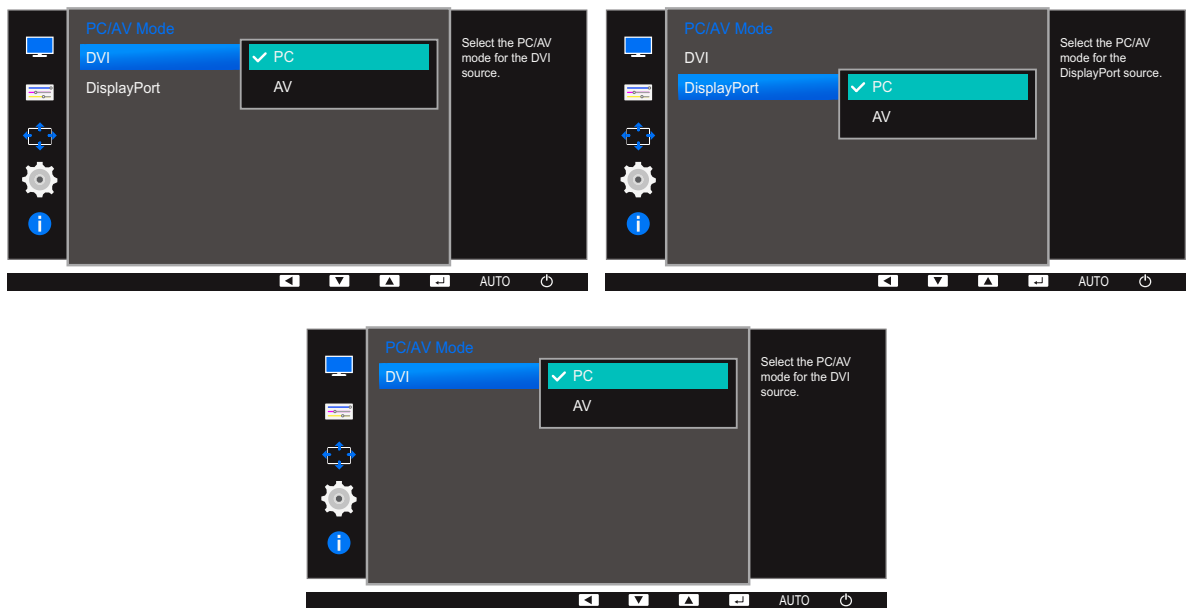 PC/AV Mode
DVI
PC
AV
DisplayPort
Select the PC/AV
mode for the DVI
source.
AUTO
PC/AV Mode
DVI
DisplayPort
PC
AV
Select the PC/AV
mode for the
DisplayPort source.
AUTO
PC/AV Mode
DVI
PC
AV
Select the PC/AV
mode for the DVI
source.
AUTO